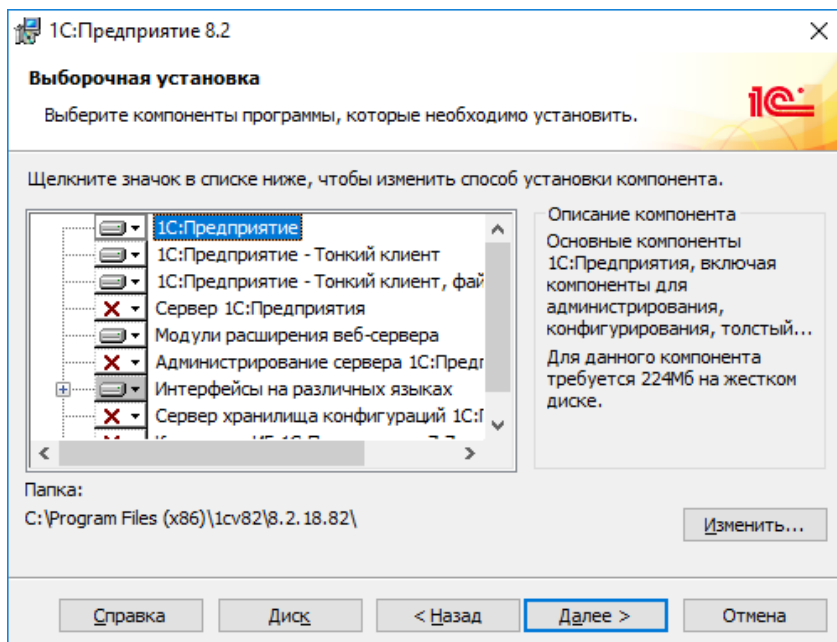 1С:Предприятие 8.2
Выборочная установка
Выберите компоненты программы, которые необходимо установить.
1С
Щелкните значок в списке ниже, чтобы изменить способ установки компонента.
1С:Предприятие
1С:Предприятие - Тонкий клиент
1С:Предприятие - Тонкий клиент, фай
Сервер 1С:Предприятия
Модули расширения веб-сервера
Администрирование сервера 1С:Предп
Интерфейсы на различных языках
Сервер хранилища конфигураций 1С:П
Описание компонента
Основные компоненты
1С:Предприятия, включая
компоненты для
администрирования,
конфигурирования, толстый...
Для данного компонента
требуется 224Мб на жестком
диске.
Папка:
C:\Program Files (x86)\1cv82\8.2.18.82\
Изменить...
Справка
Диск
< Назад
Далее >
Отмена